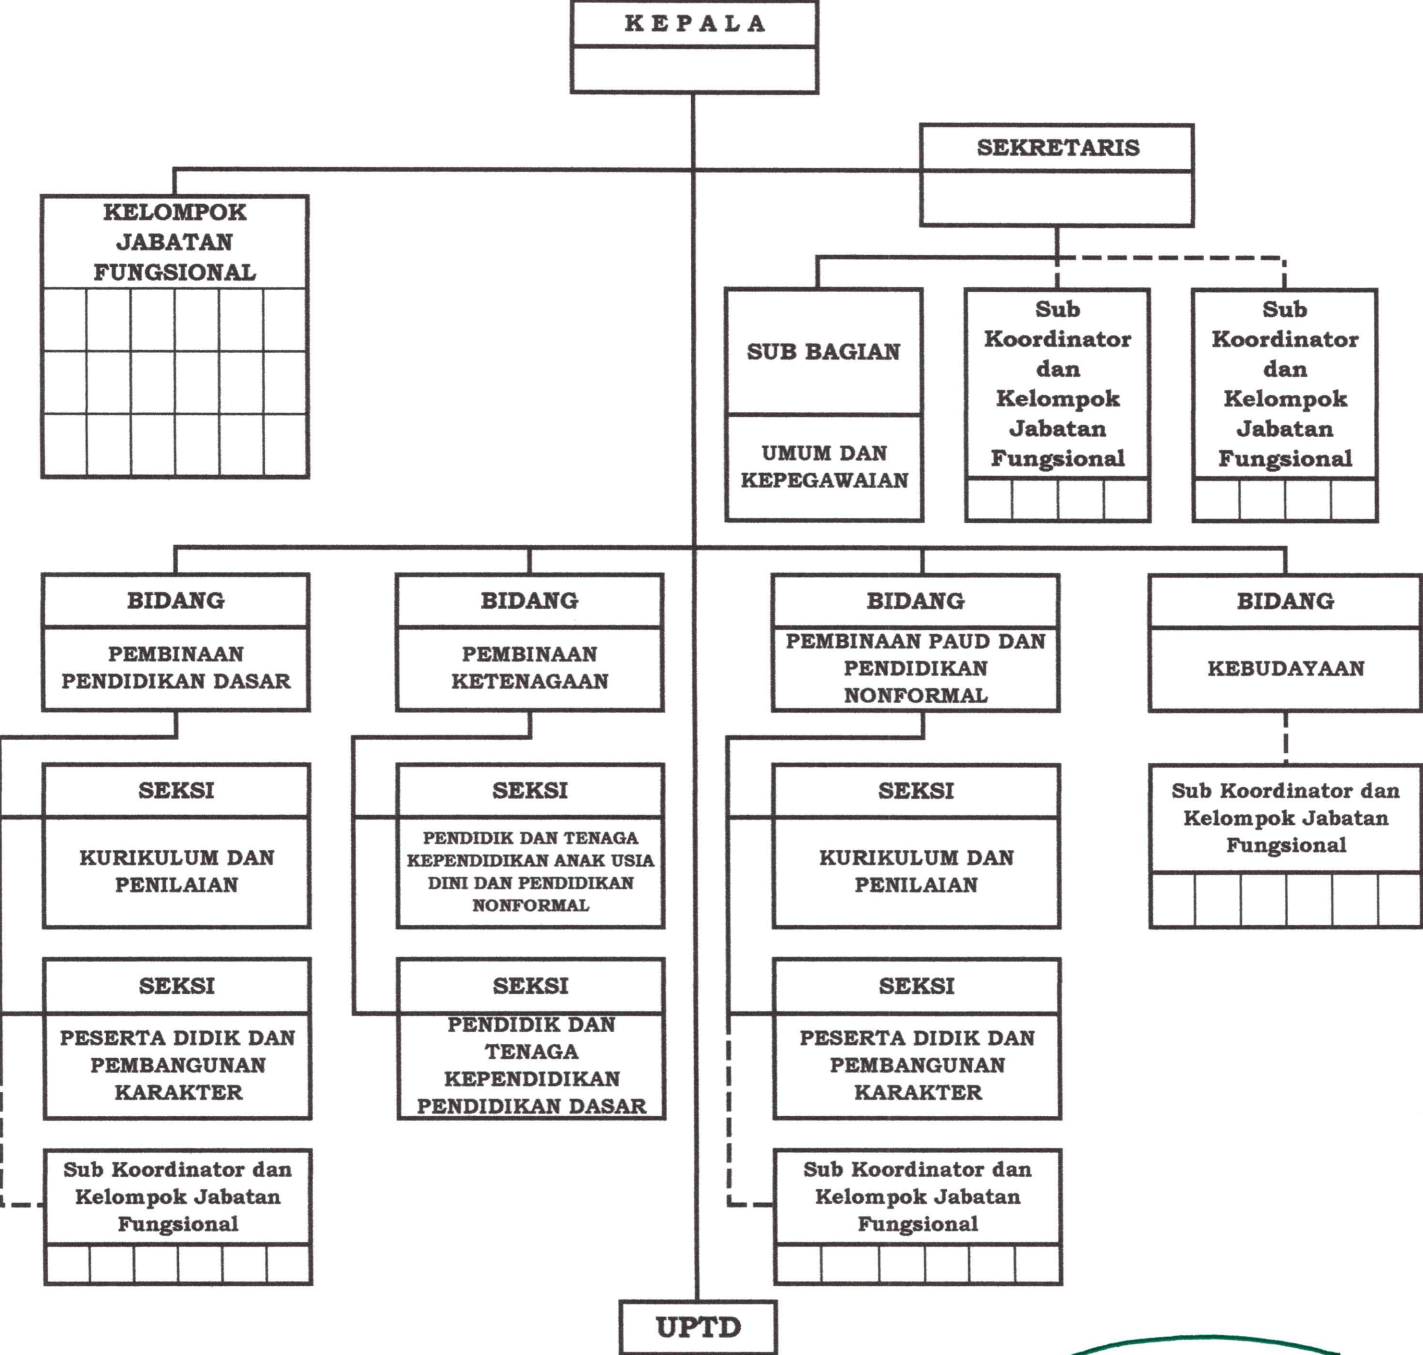 K E P A L A
SEKRETARIS
KELOMPOK
JABATAN
FUNGSIONAL
SUB BAGIAN
UMUM DAN
KEPEGAWAIAN
Sub
Koordinator
dan
Kelompok
Jabatan
Fungsional
Sub
Koordinator
dan
Kelompok
Jabatan
Fungsional
BIDANG
PEMBINAAN
PENDIDIKAN DASAR
BIDANG
PEMBINAAN
KETENAGAAN
BIDANG
PEMBINAAN PAUD DAN
PENDIDIKAN
NONFORMAL
BIDANG
KEBUDAYAAN
SEKSI
KURIKULUM DAN
PENILAIAN
SEKSI
PENDIDIK DAN TENAGA
KEPENDIDIKAN ANAK USIA
DINI DAN PENDIDIKAN
NONFORMAL
SEKSI
KURIKULUM DAN
PENILAIAN
Sub Koordinator dan
Kelompok Jabatan
Fungsional
SEKSI
PESERTA DIDIK DAN
PEMBANGUNAN
KARAKTER
SEKSI
PENDIDIK DAN
TENAGA
KEPENDIDIKAN
PENDIDIKAN DASAR
SEKSI
PESERTA DIDIK DAN
PEMBANGUNAN
KARAKTER
Sub Koordinator dan
Kelompok Jabatan
Fungsional
Sub Koordinator dan
Kelompok Jabatan
Fungsional
UPTD